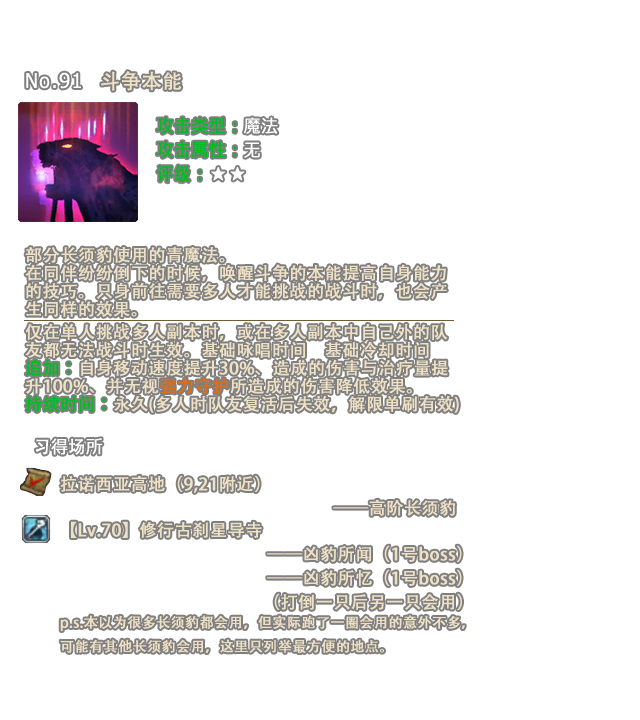 No.91 斗争本能
攻击类型：魔法
攻击属性：无
评级：☆☆
部分长须豹使用的青魔法。
在同伴纷纷倒下的时候，唤醒斗争的本能提高自身能力
的技巧。只身前往需要多人才能挑战的战斗时，也会产
生同样的效果。
仅在单人挑战多人副本时，或在多人副本中自己外的队
友都无法战斗时生效。基础咏唱时间 基础冷却时间
追加：自身移动速度提升30%、造成的伤害与治疗量提
升100%、并无视强力守护所造成的伤害降低效果。
持续时间：永久(多人时队友复活后失效，解限单刷有效)
习得场所
拉诺西亚高地（9,21附近）
——高阶长须豹
【Lv.70】修行古刹星导寺
——凶豹所闻（1号boss）
——凶豹所忆（1号boss）
（打倒一只后另一只会用）
p.s.本以为很多长须豹都会用，但实际跑了一圈会用的意外不多，
可能有其他长须豹会用，这里只列举最方便的地点。